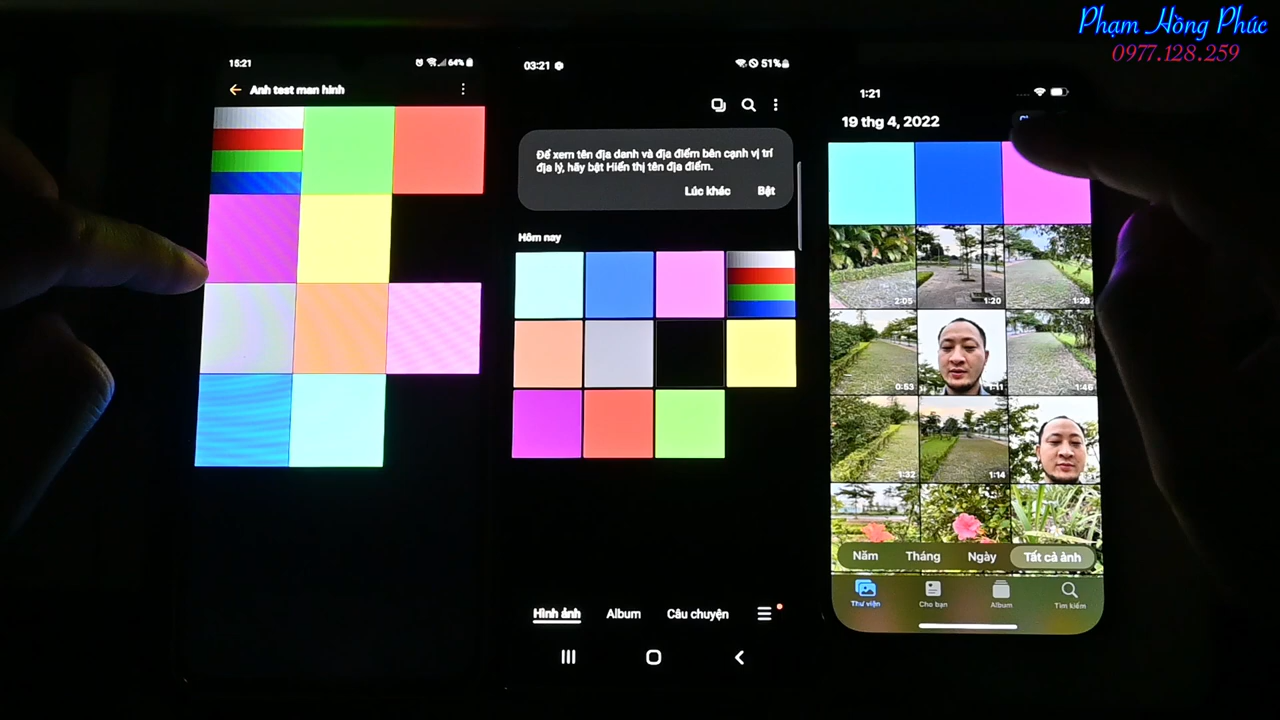 Phạm Hồng Phúc
0977.128.259
15:21
64%
Anh test man hinh
03:21
51%
Để xem tên địa danh và địa điểm bên cạnh vị trí
địa lý, hãy bật Hiển thị tên địa điểm.
Lúc khác
Bật
Hôm nay
Hình ảnh
Album
Câu chuyện
1:21
19 thg 4, 2022
2:05
1:20
1:28
0:53
1:11
1:46
1:32
1:14
Năm
Tháng
Ngày
Tất cả ảnh
Thư viện
Cho bạn
Album
Tìm kiếm